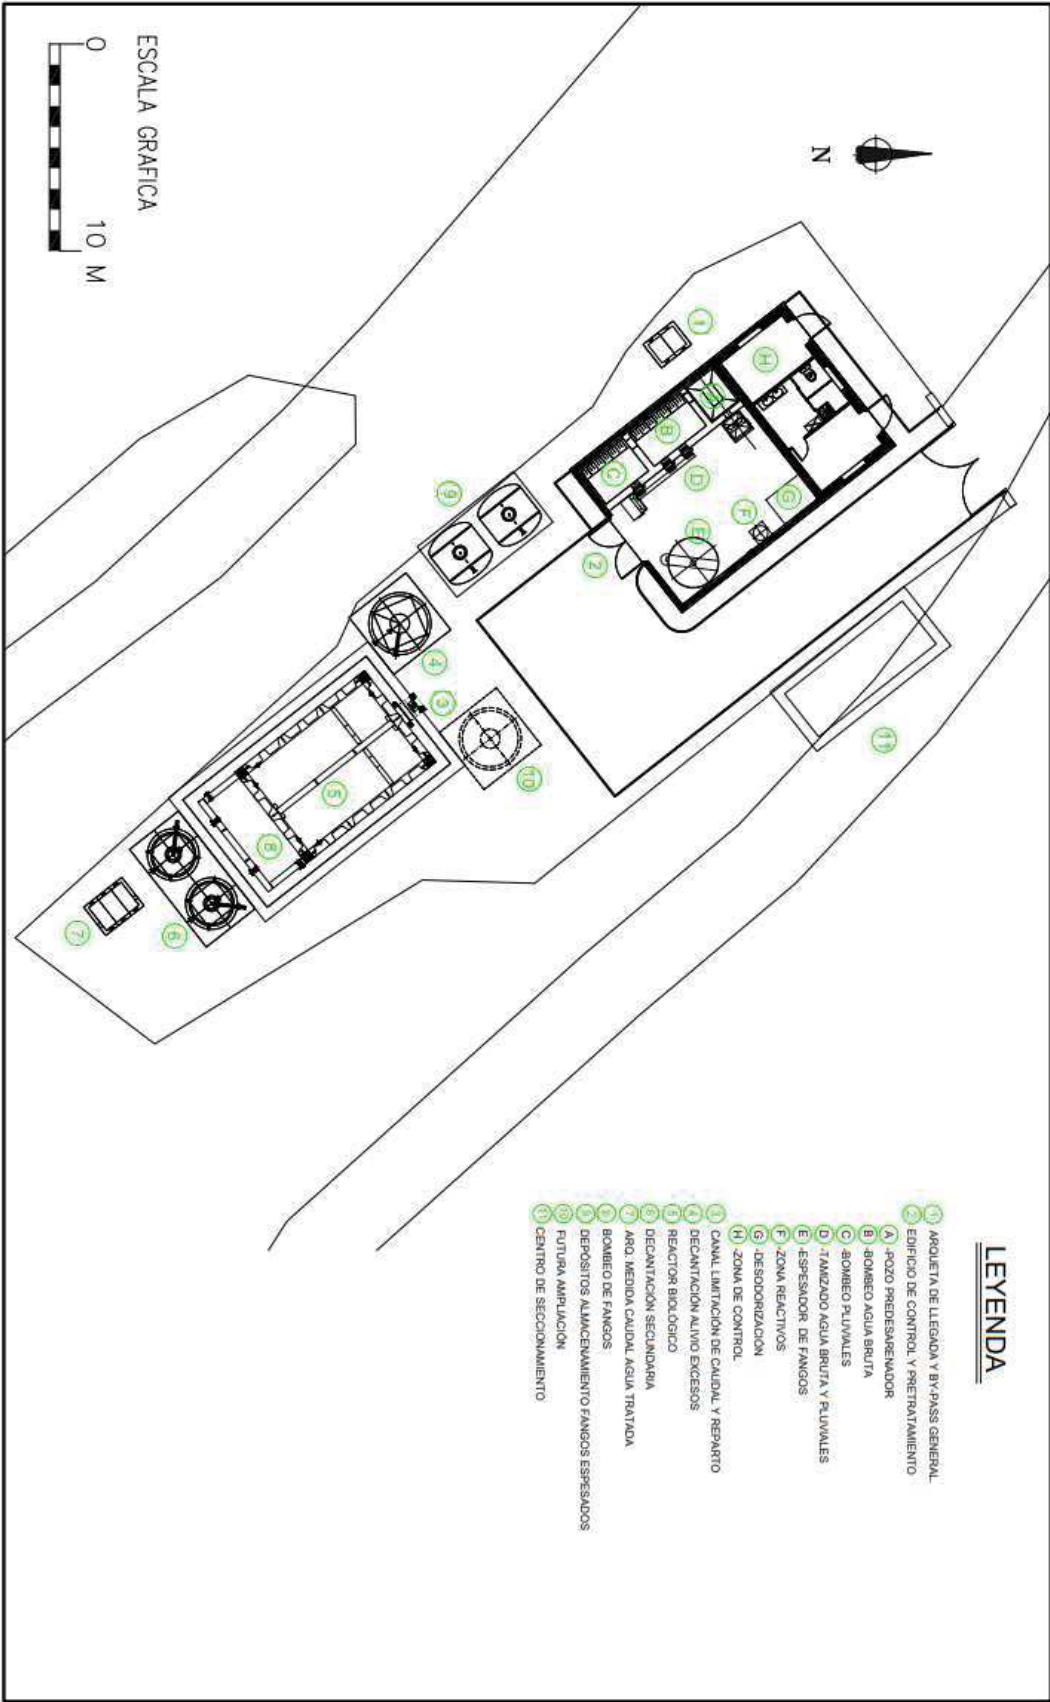 LEYENDA
1 ARQUETA DE LLEGADA Y BY-PASS GENERAL
2 EDIFICIO DE CONTROL Y PRETRATAMIENTO
A -POZO PREDESARENADOR
B -BOMBEO AGUA BRUTA
C -BOMBEO PLUVIALES
D -TAMIZADO AGUA BRUTA Y PLUVIALES
E -ESPESADOR DE FANGOS
F -ZONA REACTIVOS
G -DESODORIZACIÓN
H -ZONA DE CONTROL
3 CANAL LIMITACIÓN DE CAUDAL Y REPARTO
4 DECANTACIÓN ALIVIO EXCESOS
5 REACTOR BIOLÓGICO
6 DECANTACIÓN SECUNDARIA
7 ARQ. MEDIDA CAUDAL AGUA TRATADA
8 BOMBEO DE FANGOS
9 DEPÓSITOS ALMACENAMIENTO FANGOS ESPESADOS
10 FUTURA AMPLIACIÓN
11 CENTRO DE SECCIONAMIENTO
N
1
H
B
C
D
G
F
E
2
9
4
3
10
11
5
8
6
7
ESCALA GRAFICA
0 10 M